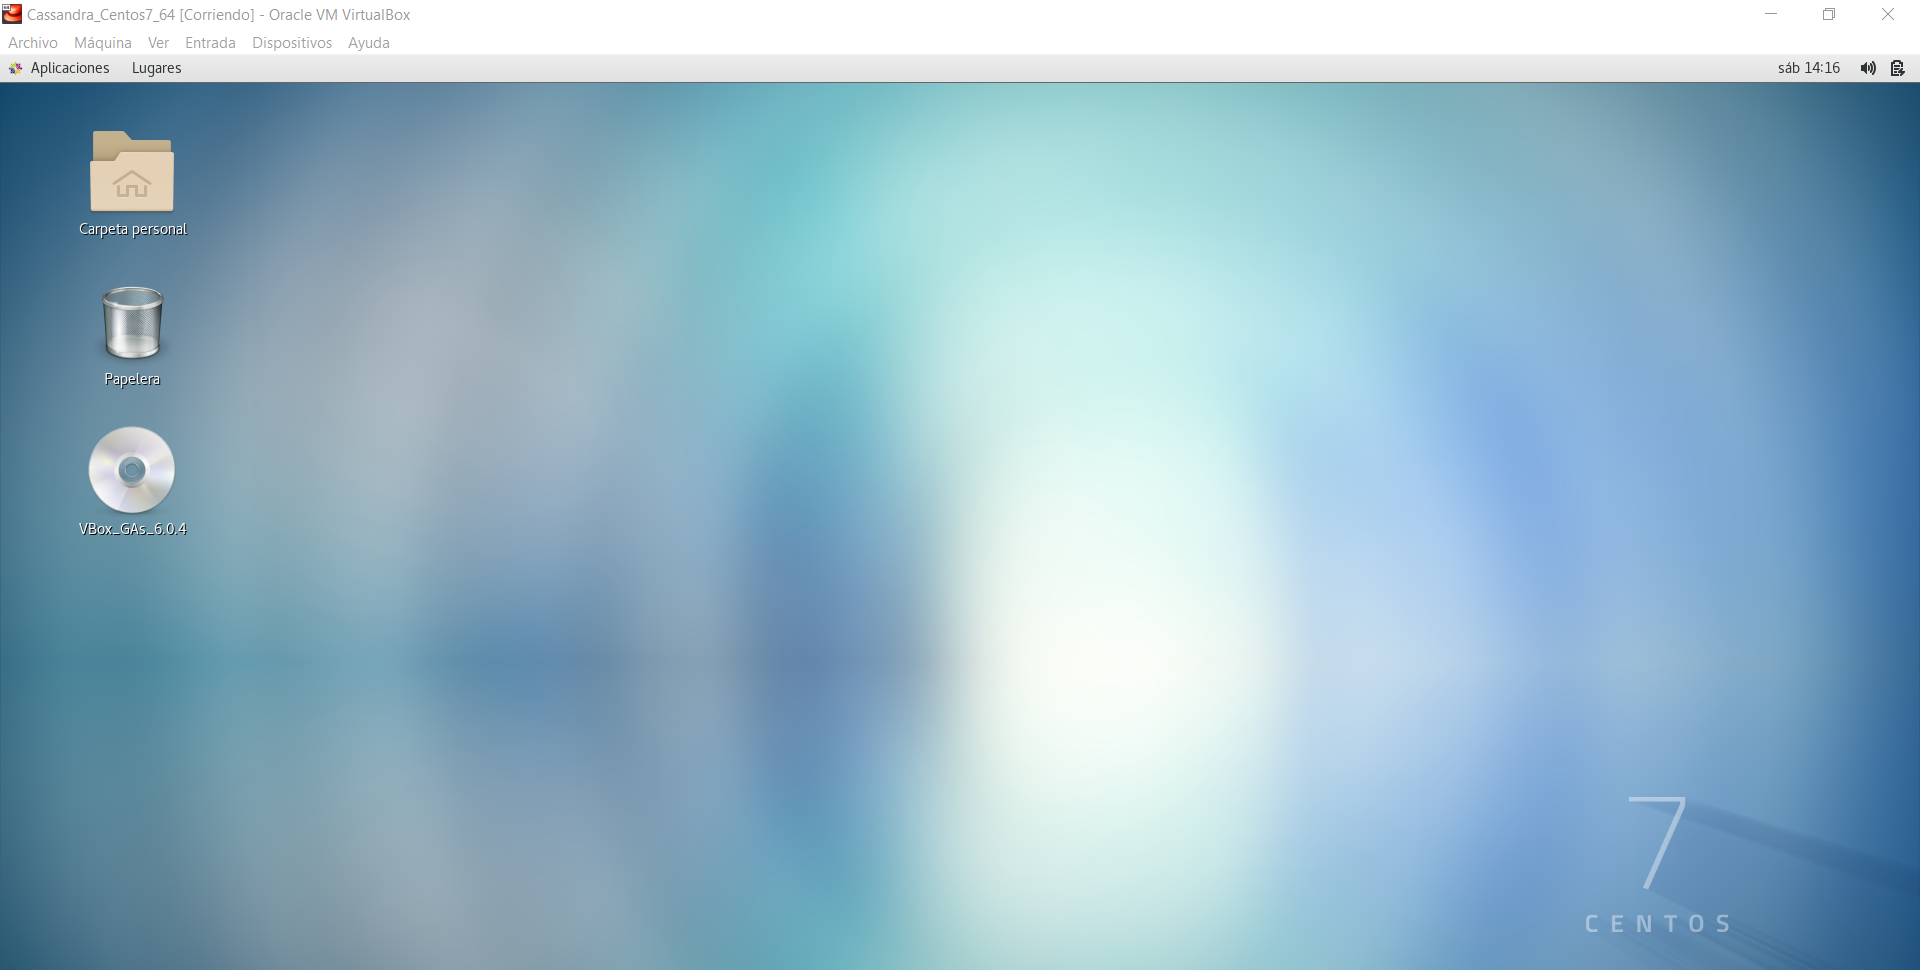 Cassandra_Centos7_64 [Corriendo] - Oracle VM VirtualBox
Archivo Máquina Ver Entrada Dispositivos Ayuda
Aplicaciones Lugares sáb 14:16
Carpeta personal
Papelera
VBox_GAs_6.0.4
7
CENTOS